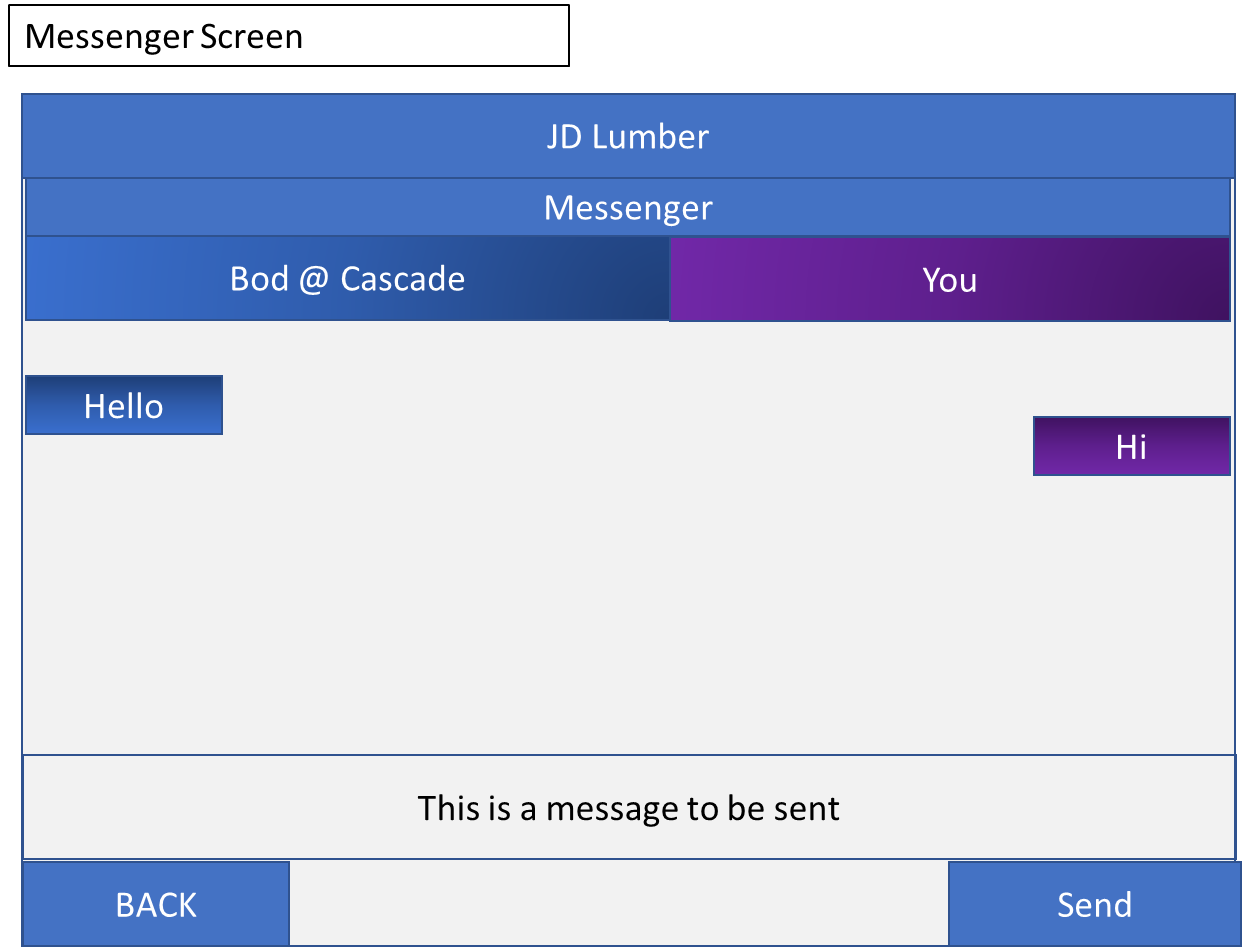 Messenger Screen
JD Lumber
Messenger
Bod @ Cascade
You
Hello
Hi
This is a message to be sent
BACK
Send